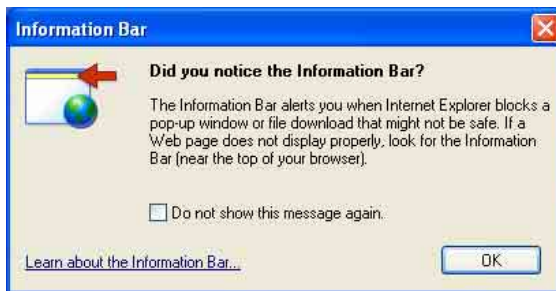 Information Bar
Did you notice the Information Bar?
The Information Bar alerts you when Internet Explorer blocks a
pop-up window or file download that might not be safe. If a
Web page does not display properly, look for the Information
Bar (near the top of your browser).
Do not show this message again.
Learn about the Information Bar...
OK